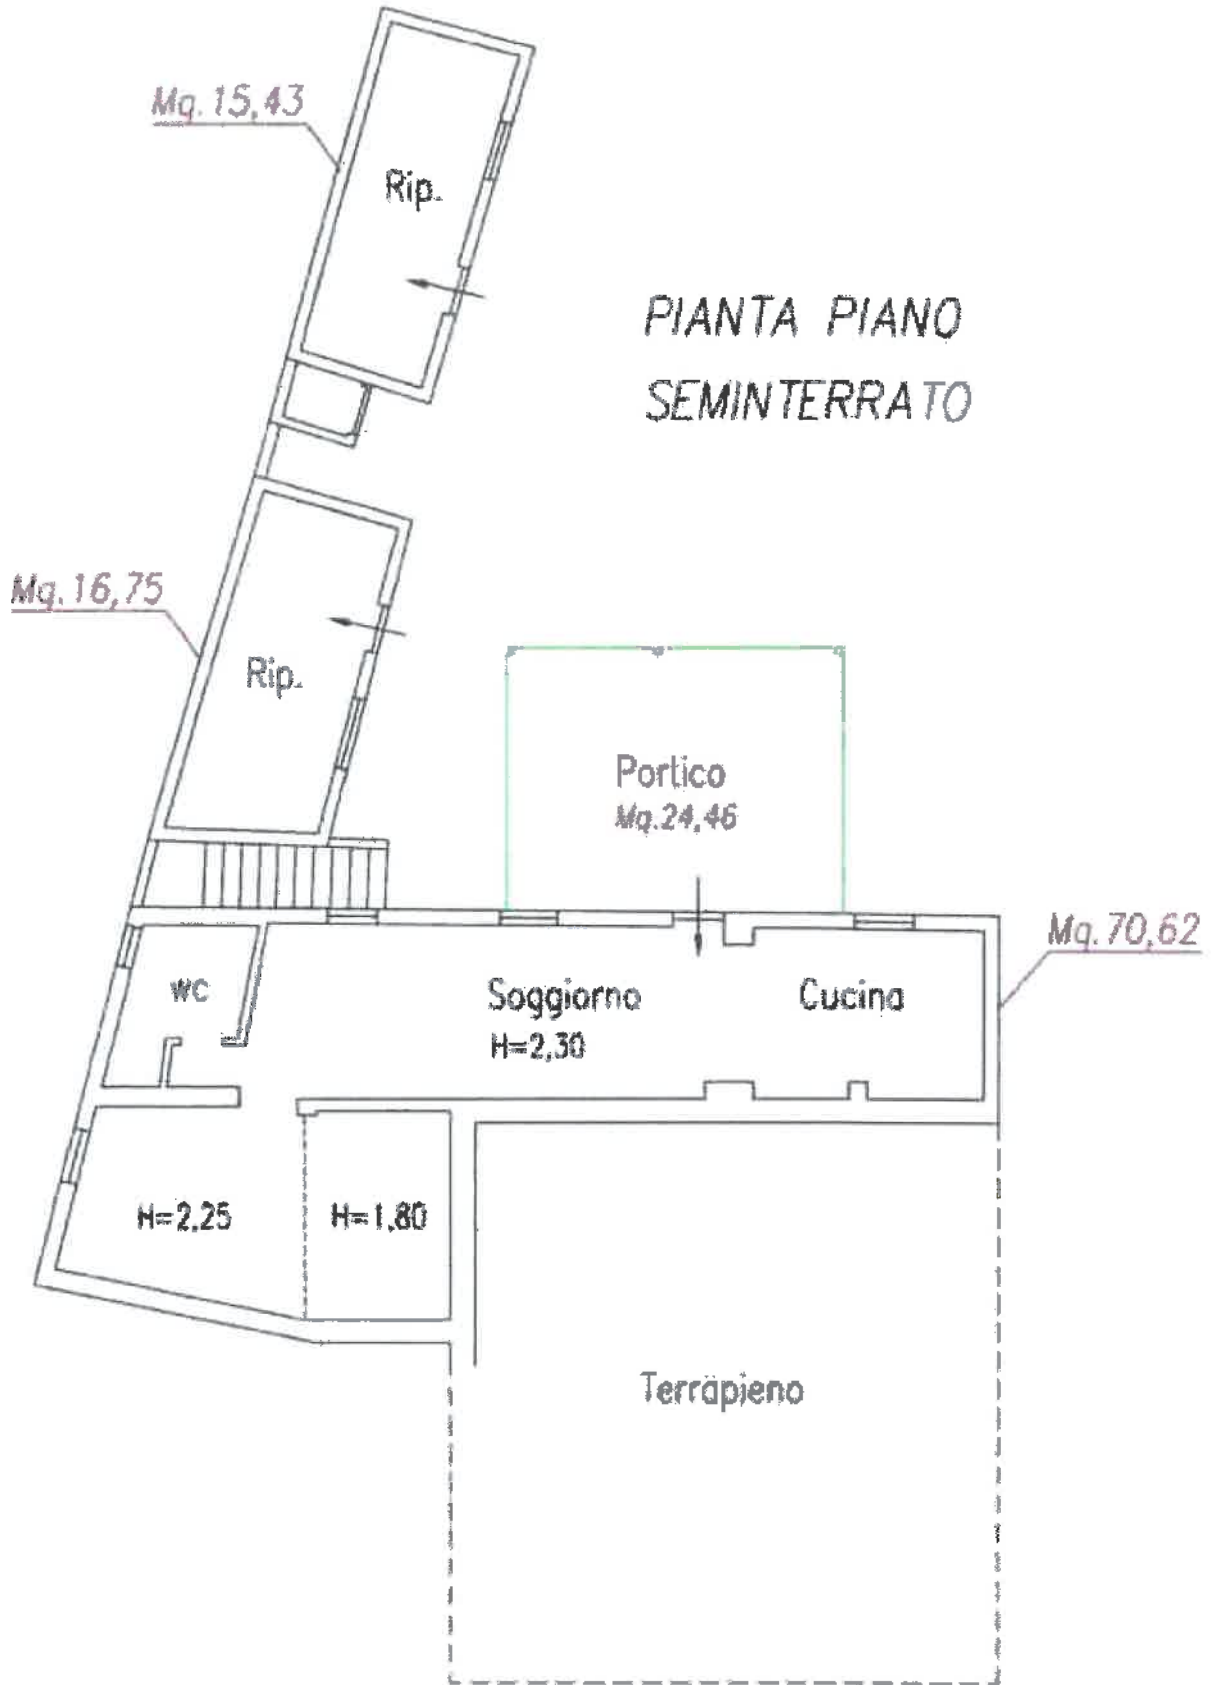 Mq. 15,43
Rip.
PIANTA PIANO
SEMINTERRATO
Mq. 16,75
Rip.
Portico
Mq. 24,46
Mq. 70,62
wc
Soggiorno
H=2,30
Cucina
H=2,25
H=1,80
Terrapieno